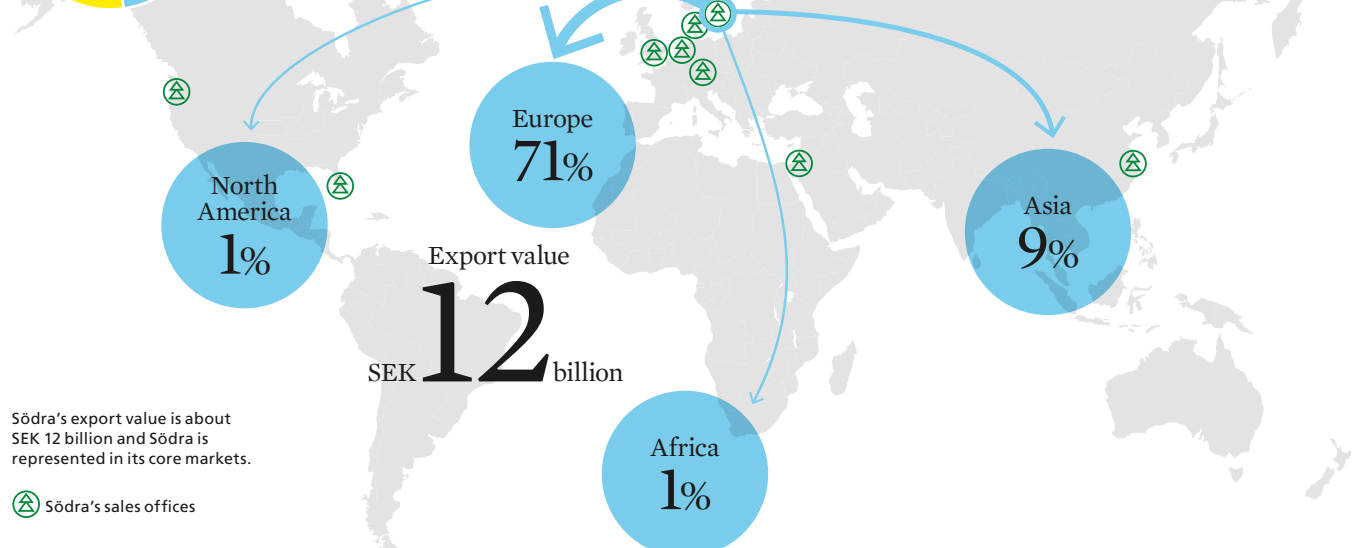 Europe
71%
North
America
1%
Asia
9%
Export value
SEK 12 billion
Södra's export value is about
SEK 12 billion and Södra is
represented in its core markets.
Africa
1%
Södra's sales offices